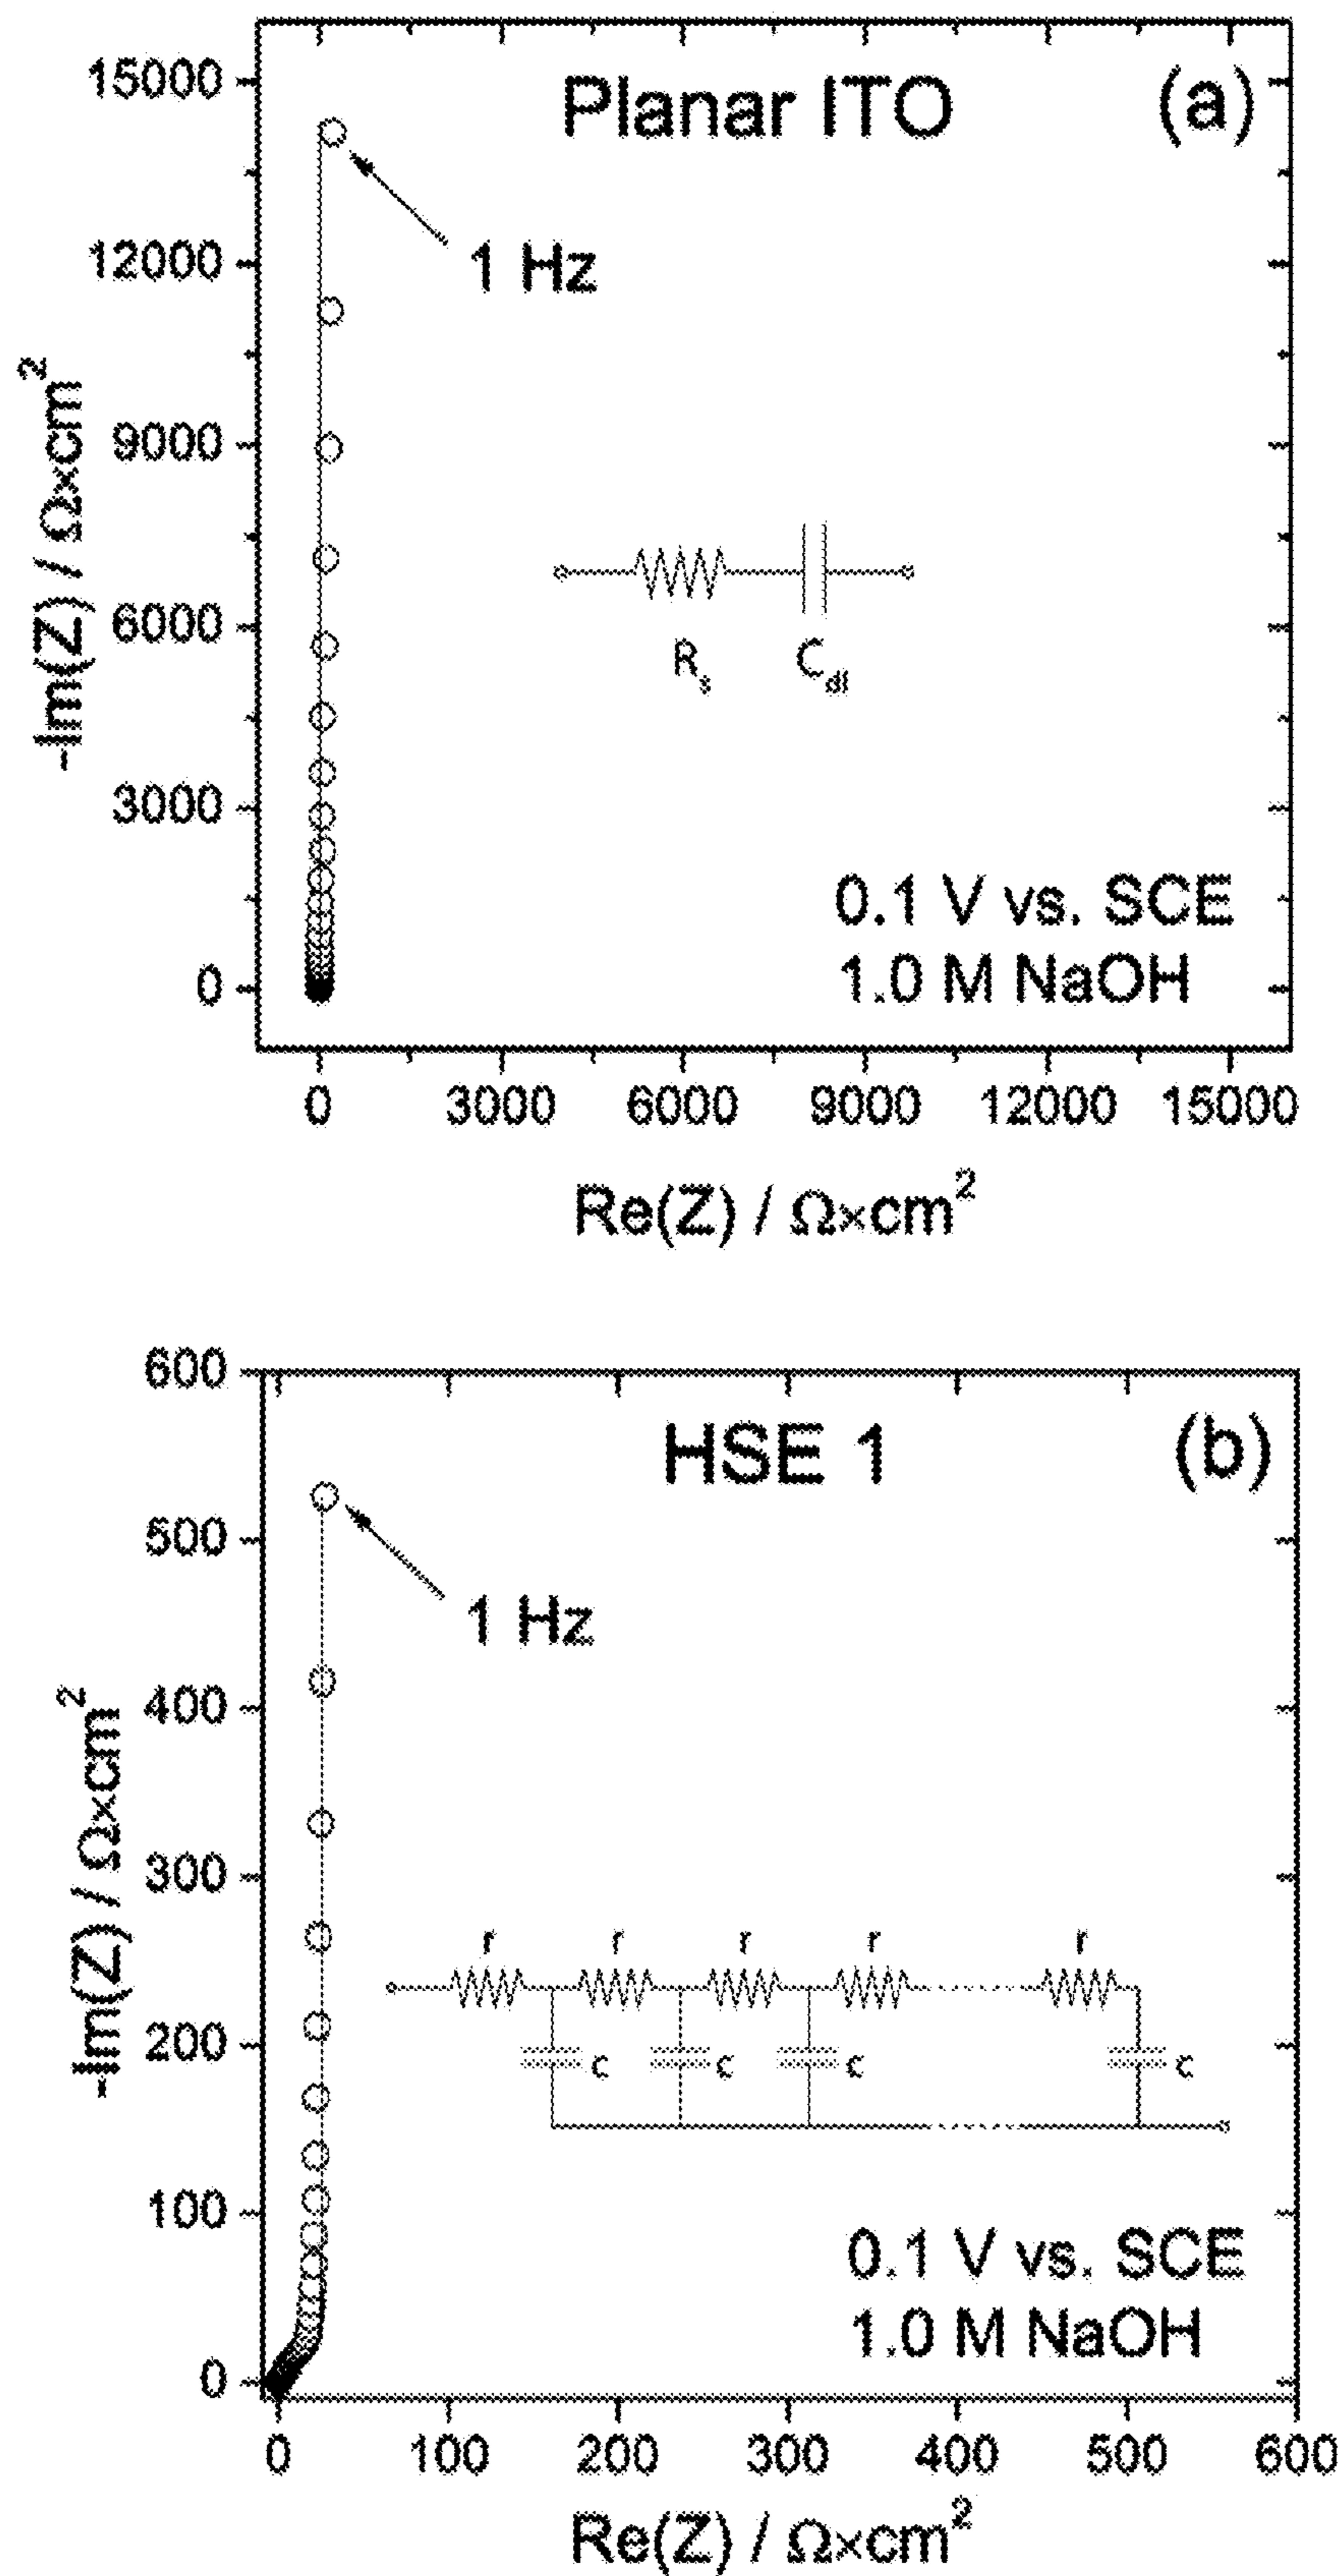 Planar ITO
(a)
15000
12000
9000
6000
3000
0
-Im(Z) / Ω×cm²
1 Hz
Rs
Cdl
0.1 V vs. SCE
1.0 M NaOH
0 3000 6000 9000 12000 15000
Re(Z) / Ω×cm²
HSE 1
(b)
600
500
400
300
200
100
0
-Im(Z) / Ω×cm²
1 Hz
r r r r r
c c c c
0.1 V vs. SCE
1.0 M NaOH
0 100 200 300 400 500 600
Re(Z) / Ω×cm²